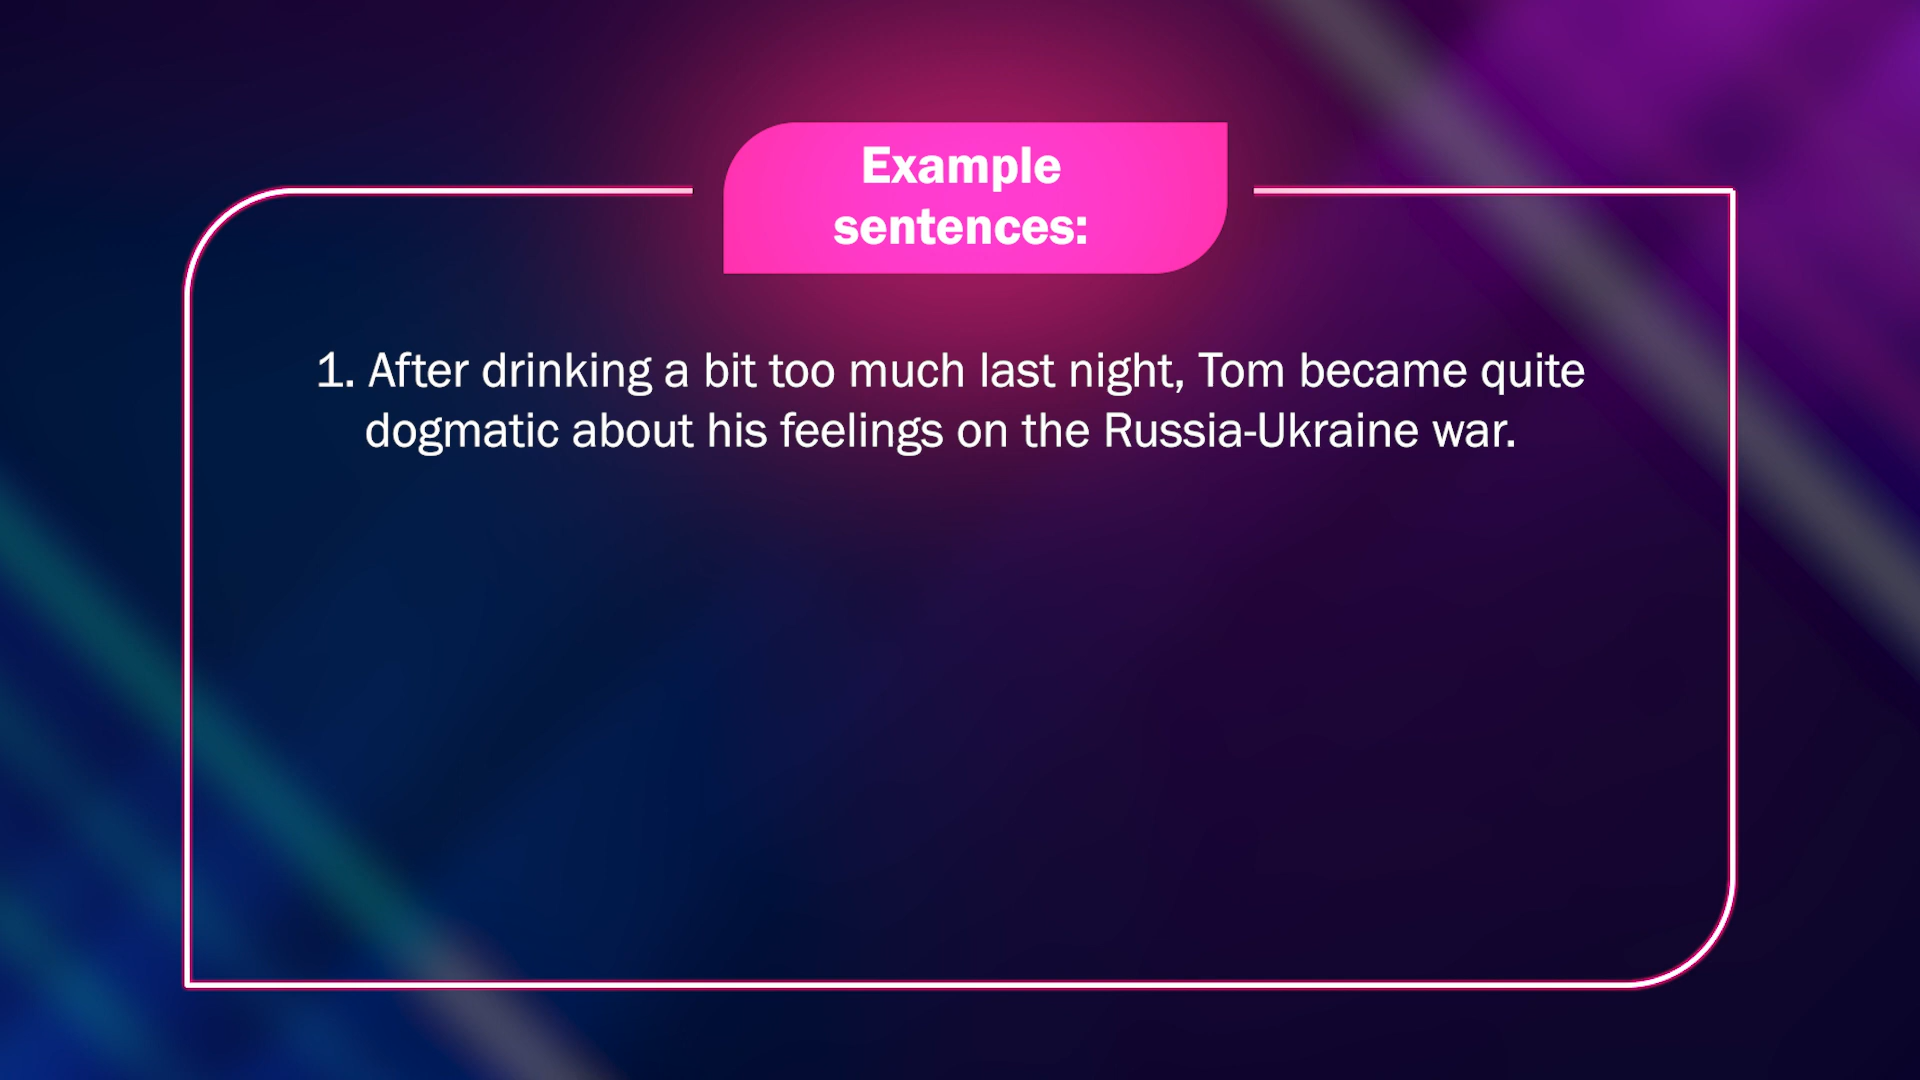 Example
sentences:
1. After drinking a bit too much last night, Tom became quite
dogmatic about his feelings on the Russia-Ukraine war.